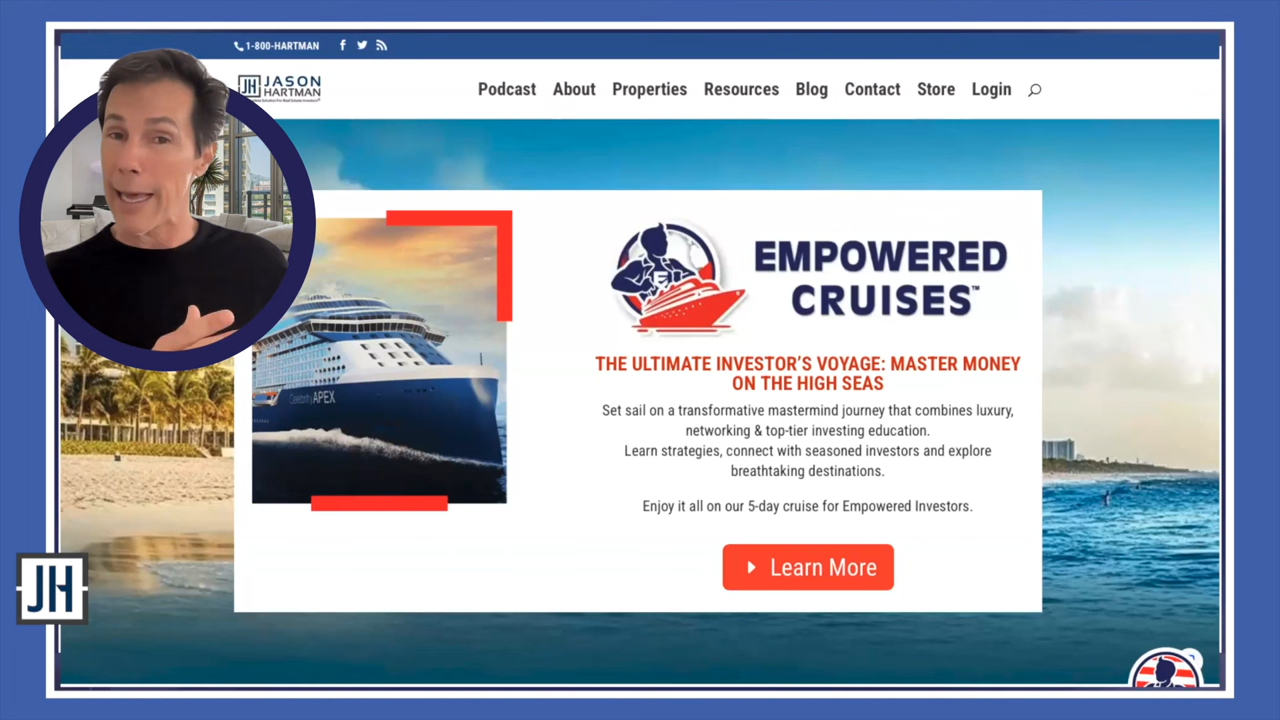 1-800-HARTMAN
JH JASON
HARTMAN
Podcast About Properties Resources Blog Contact Store Login
EMPOWERED
CRUISES™
THE ULTIMATE INVESTOR'S VOYAGE: MASTER MONEY
ON THE HIGH SEAS
Set sail on a transformative mastermind journey that combines luxury,
networking & top-tier investing education.
Learn strategies, connect with seasoned investors and explore
breathtaking destinations.
Enjoy it all on our 5-day cruise for Empowered Investors.
Learn More
Celebrity APEX
JH